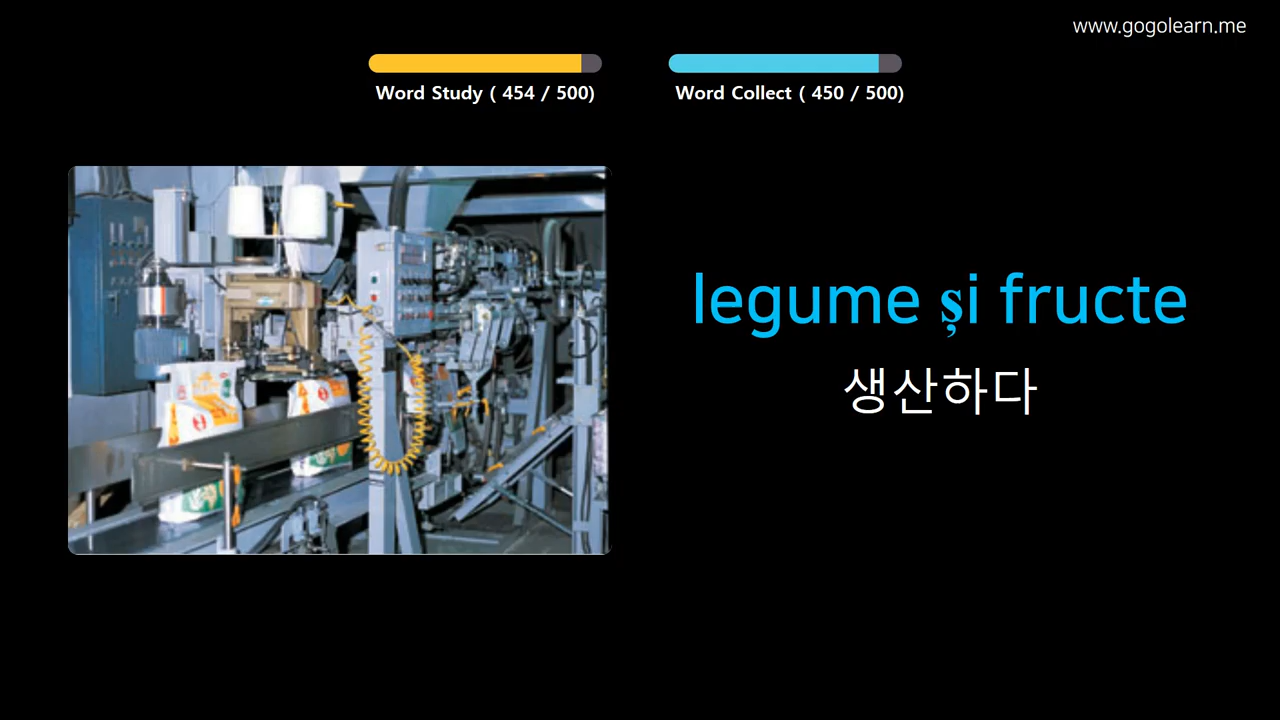 www.gogolearn.me
Word Study ( 454 / 500)
Word Collect ( 450 / 500)
legume și fructe
생산하다